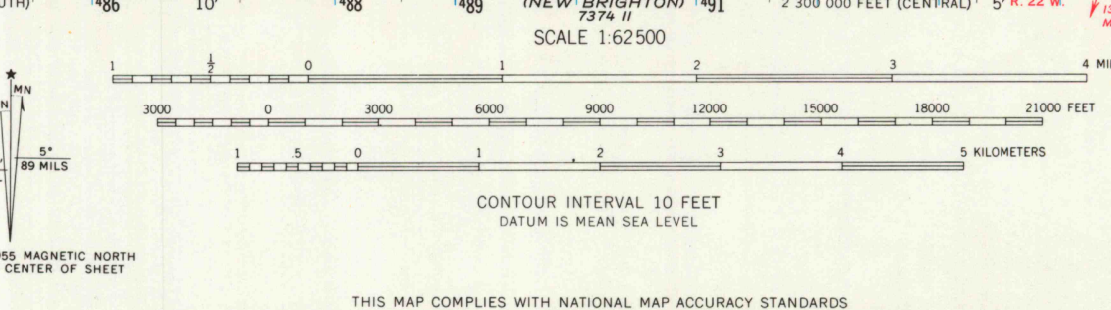 486 10' 488 489 (NEW BRIGHTON) 491 2 300 000 FEET (CENTRAL) 5' R. 22 W.
7374 II
SCALE 1:62500
1 ½ 0 1 2 3 4
3000 0 3000 6000 9000 12000 15000 18000 21000 FEET
1 .5 0 1 2 3 4 5 KILOMETERS
MN
5°
89 MILS
CONTOUR INTERVAL 10 FEET
DATUM IS MEAN SEA LEVEL
55 MAGNETIC NORTH
CENTER OF SHEET
THIS MAP COMPLIES WITH NATIONAL MAP ACCURACY STANDARDS